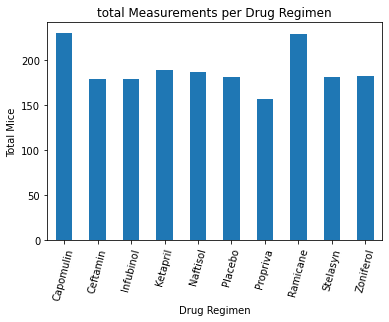 total Measurements per Drug Regimen
Total Mice
200
150
100
50
0
Capomulin
Ceftamin
Infubinol
Ketapril
Naftisol
Placebo
Propriva
Ramicane
Stelasyn
Zoniferol
Drug Regimen